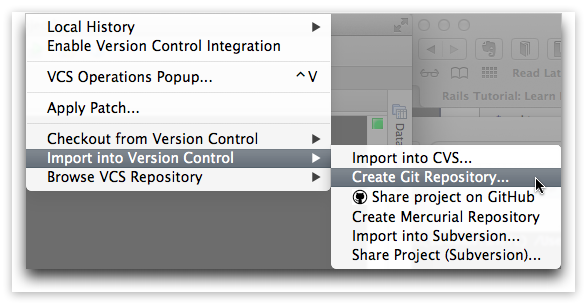 Local History
Enable Version Control Integration
VCS Operations Popup... ^V
Apply Patch...
Checkout from Version Control
Import into Version Control
Browse VCS Repository
Import into CVS...
Create Git Repository...
Share project on GitHub
Create Mercurial Repository
Import into Subversion...
Share Project (Subversion)...
Read Lat
Rails Tutorial: Learn
Data